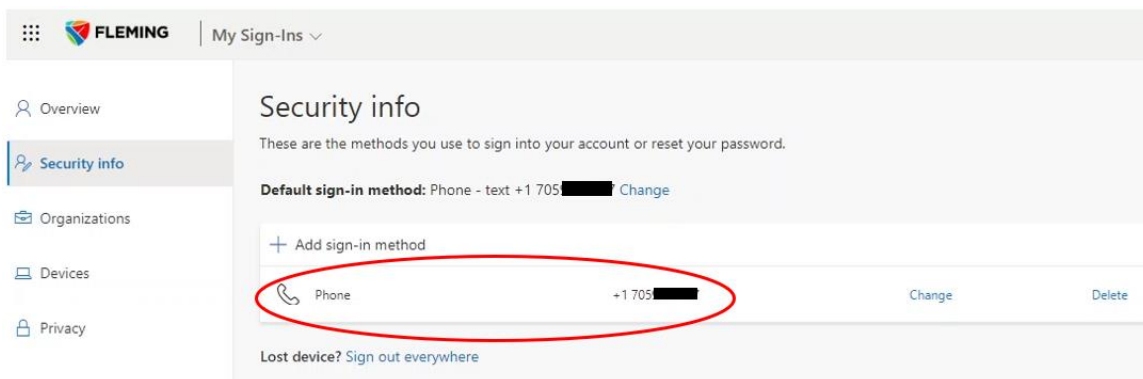 FLEMING
My Sign-Ins
Overview
Security info
Organizations
Devices
Privacy
Security info
These are the methods you use to sign into your account or reset your password.
Default sign-in method: Phone - text +1 705 Change
Add sign-in method
Phone +1 705 Change Delete
Lost device? Sign out everywhere